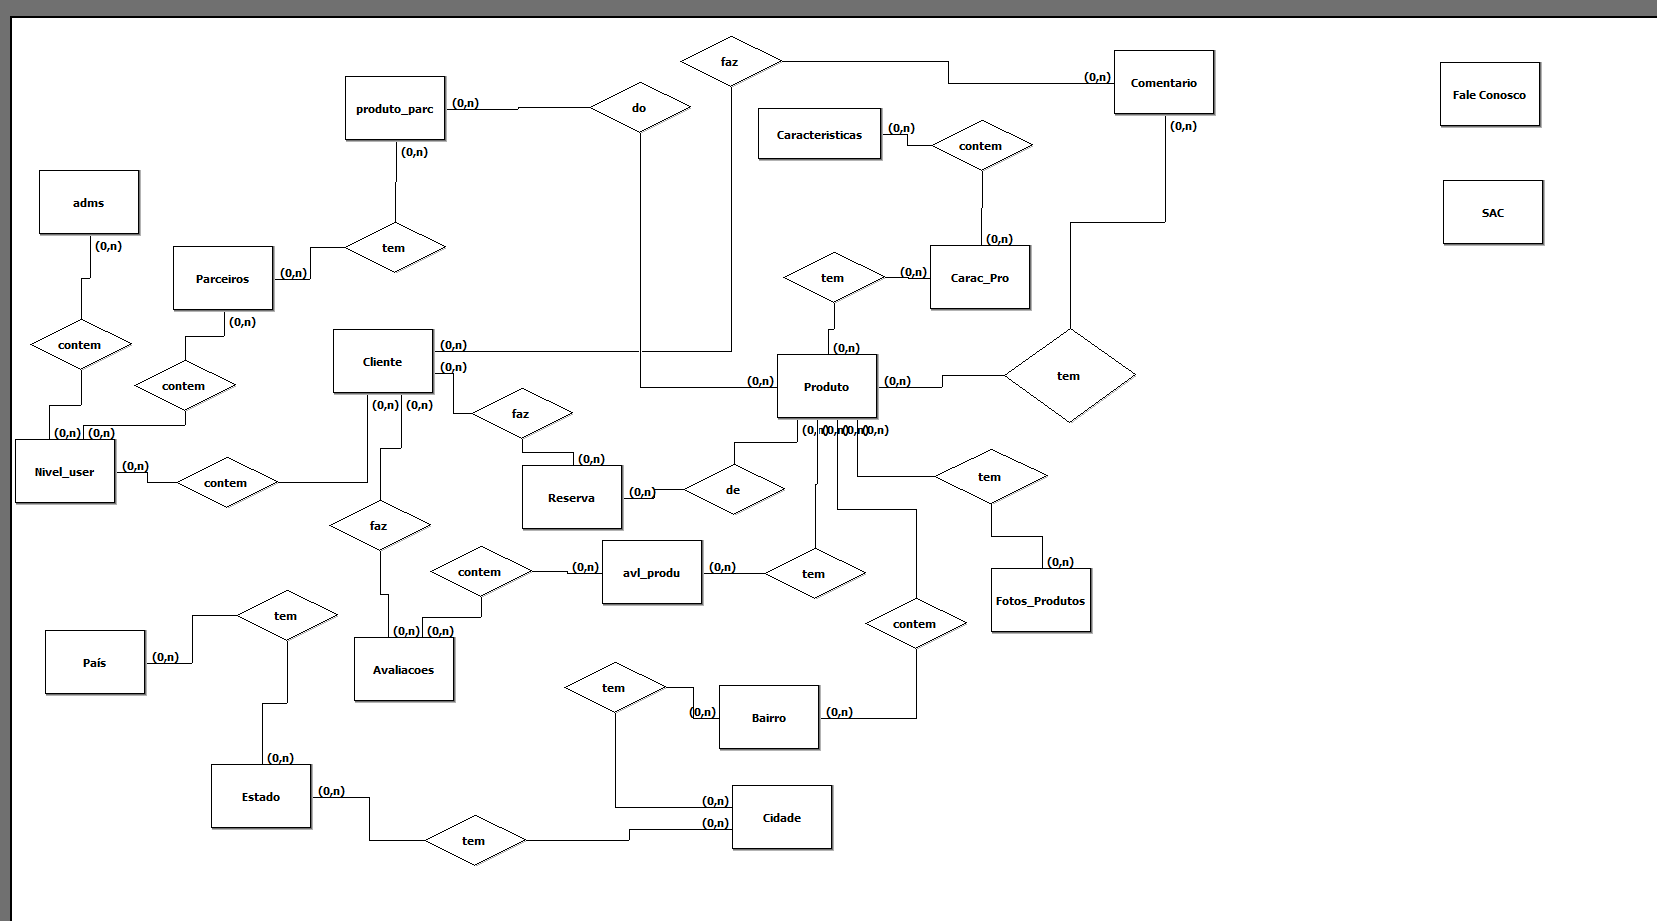 faz
(0,n)
Comentario
(0,n)
produto_parc
(0,n)
(0,n)
do
Caracteristicas
(0,n)
contem
Fale Conosco
adms
(0,n)
SAC
Parceiros
(0,n)
(0,n)
tem
tem
(0,n)
(0,n)
Carac_Pro
contem
contem
Cliente
(0,n)
(0,n)
(0,n)
(0,n)
(0,n)
(0,n)
Produto
(0,n)
tem
faz
(0,n)
(0,n)
(0,n)
(0,n)
(0,n)
(0,n)
Nivel_user
(0,n)
contem
(0,n)
Reserva
(0,n)
de
tem
faz
contem
(0,n)
avl_produ
(0,n)
tem
(0,n)
Fotos_Produtos
tem
(0,n)
(0,n)
contem
País
(0,n)
Avaliacoes
tem
(0,n)
Bairro
(0,n)
(0,n)
Estado
(0,n)
(0,n)
(0,n)
Cidade
tem